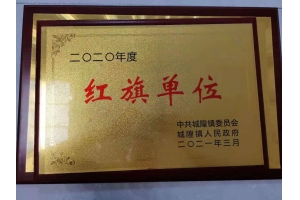 二〇二〇年度
红旗单位
中共城隍镇委员会
城隍镇人民政府
二〇二一年三月